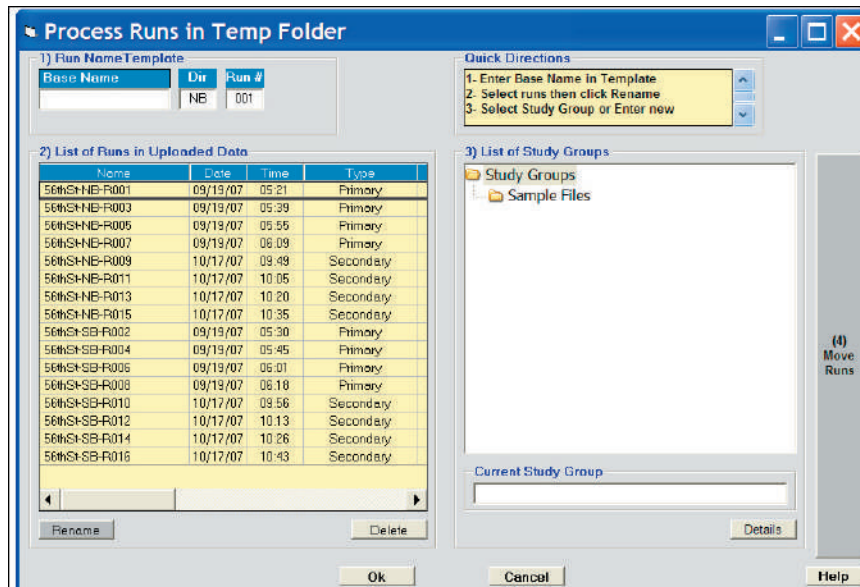 Process Runs in Temp Folder
1) Run NameTemplate
Base Name Dir Run #
NB 001
Quick Directions
1- Enter Base Name in Template
2- Select runs then click Rename
3- Select Study Group or Enter new
2) List of Runs in Uploaded Data
Name Date Time Type
56thSt-NB-R001 09/19/07 05:21 Primary
56thSt-NB-R003 09/19/07 05:39 Primary
56thSt-NB-R005 09/19/07 05:55 Primary
56thSt-NB-R007 09/19/07 06:09 Primary
56thSt-NB-R009 10/17/07 09:49 Secondary
56thSt-NB-R011 10/17/07 10:05 Secondary
56thSt-NB-R013 10/17/07 10:20 Secondary
56thSt-NB-R015 10/17/07 10:35 Secondary
56thSt-SB-R002 09/19/07 05:30 Primary
56thSt-SB-R004 09/19/07 05:45 Primary
56thSt-SB-R006 09/19/07 06:01 Primary
56thSt-SB-R008 09/19/07 06:18 Primary
56thSt-SB-R010 10/17/07 09:56 Secondary
56thSt-SB-R012 10/17/07 10:13 Secondary
56thSt-SB-R014 10/17/07 10:26 Secondary
56thSt-SB-R016 10/17/07 10:43 Secondary
Rename Delete
3) List of Study Groups
Study Groups
Sample Files
Current Study Group
Details
(4)
Move
Runs
Ok Cancel Help